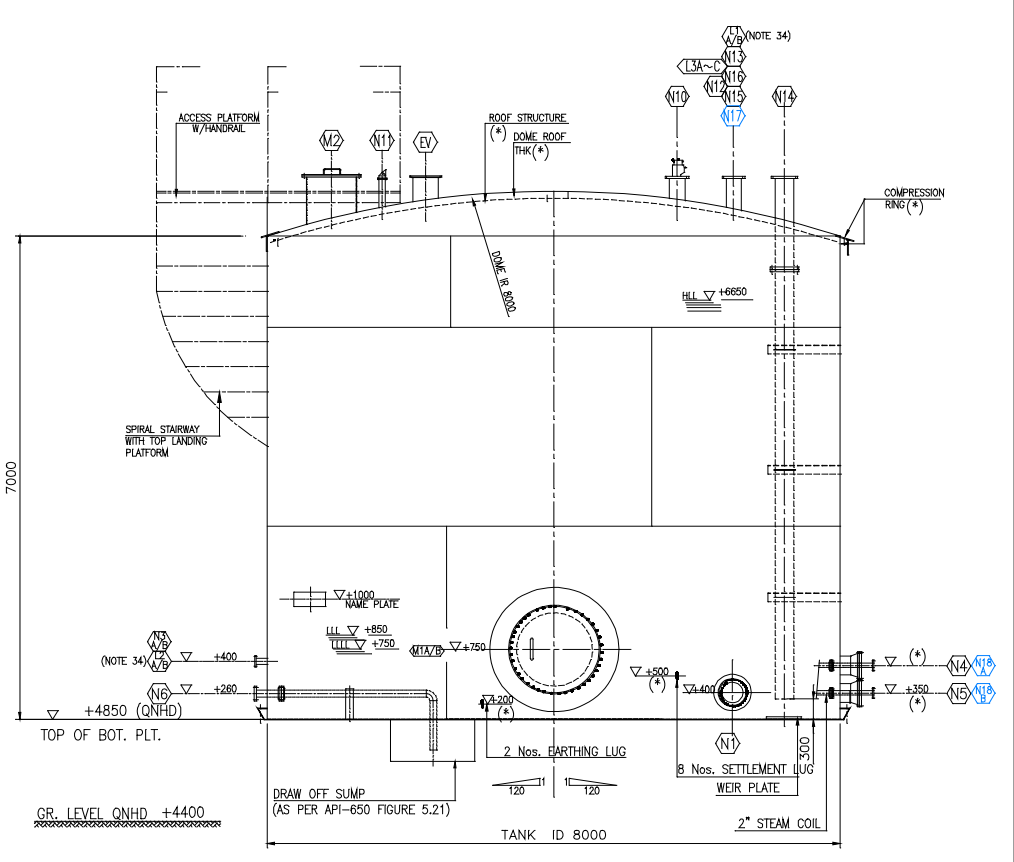 L1
A/B
(NOTE 34)
N13
L3A~C
N16
N12
N10
N15
N14
N17
ACCESS PLATFORM
W/HANDRAIL
M2
N11
EV
ROOF STRUCTURE
(*)
DOME ROOF
THK(*)
COMPRESSION
RING(*)
DOME IR 8000
HLL
+6650
SPIRAL STAIRWAY
WITH TOP LANDING
PLATFORM
7000
+1000
NAME PLATE
LLL
+850
LLLL
+750
M1A/B
+750
N3
A/B
(NOTE 34)
L2
A/B
+400
N6
+260
+500
(*)
+400
+200
(*)
(*)
N4
N18
A
+350
(*)
N5
N18
B
+4850 (QNHD)
TOP OF BOT. PLT.
N1
300
2 Nos. EARTHING LUG
8 Nos. SETTLEMENT LUG
WEIR PLATE
1
120
1
120
DRAW OFF SUMP
(AS PER API-650 FIGURE 5.21)
GR. LEVEL QNHD +4400
2" STEAM COIL
TANK ID 8000